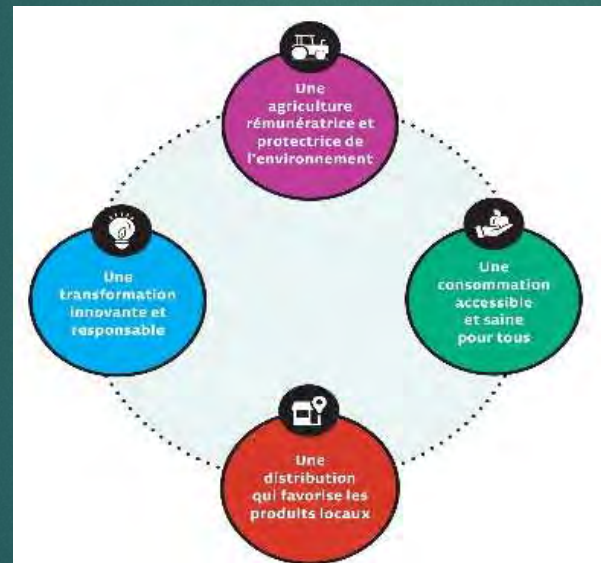 Une
agriculture
rémunératrice et
protectrice de
l'environnement
Une
transformation
innovante et
responsable
Une
consommation
accessible
et saine
pour tous
Une
distribution
qui favorise les
produits locaux